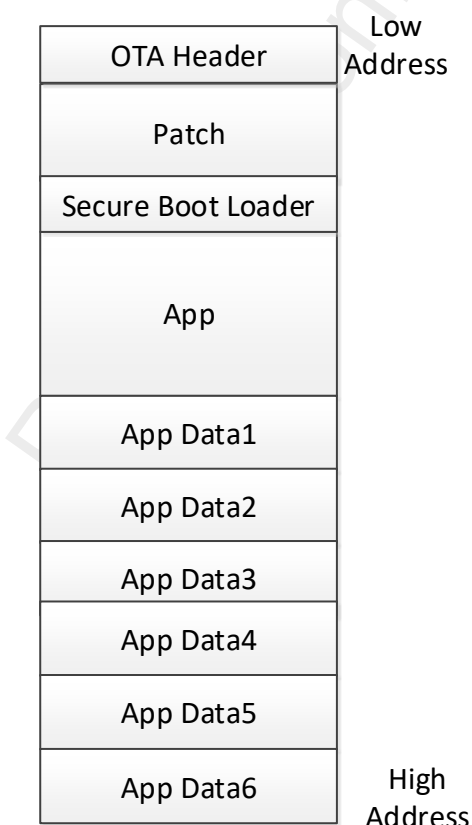 Low
Address
OTA Header
Patch
Secure Boot Loader
App
App Data1
App Data2
App Data3
App Data4
App Data5
App Data6
High
Address